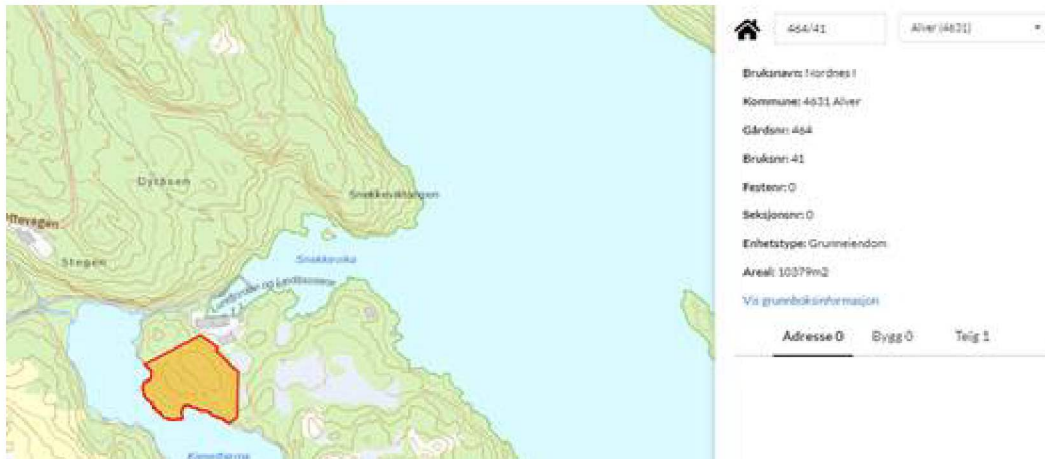 464/41
Alver (4631)
Bruksnavn: Nordnes I
Kommune: 4631 Alver
Gårdsnr: 464
Bruksnr: 41
Festenr: 0
Seksjonsnr: 0
Enhetstype: Grunneiendom
Areal: 10379m2
Vis grunnboksinformasjon
Adresse 0 Bygg 0 Teig 1
Dyråsen
Stegen
Snekkevika